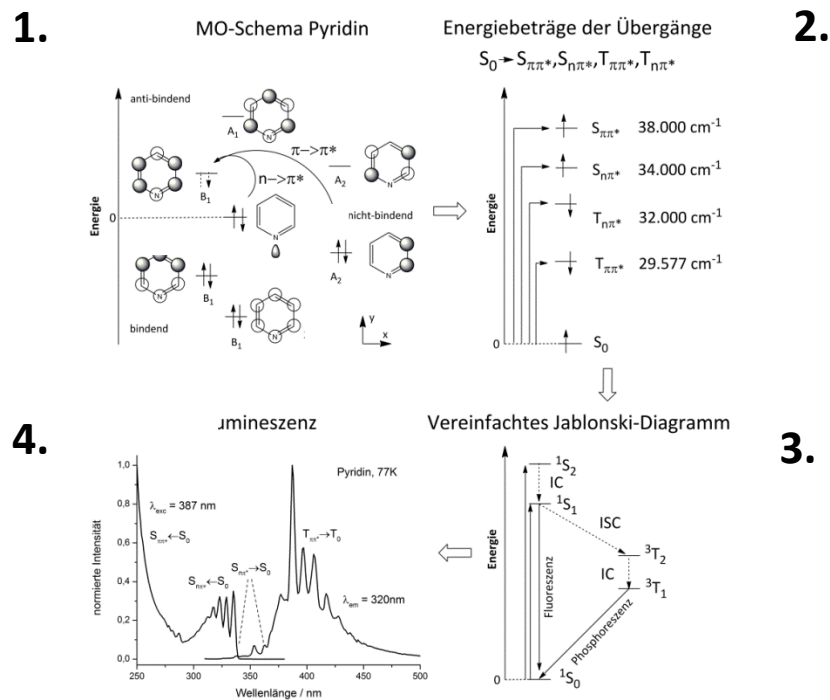 1.
MO-Schema Pyridin
anti-bindend
A₁
N
π->π*
n->π*
B₁
N
A₂
N
Energie
0
N
nicht-bindend
B₁
N
A₂
N
bindend
B₁
N
y
x
2.
Energiebeträge der Übergänge
S₀→Sππ*,Snπ*,Tππ*,Tnπ*
Energie
Sππ* 38.000 cm⁻¹
Snπ* 34.000 cm⁻¹
Tnπ* 32.000 cm⁻¹
Tππ* 29.577 cm⁻¹
0
S₀
3.
Vereinfachtes Jablonski-Diagramm
Energie
¹S₂
IC
¹S₁
ISC
³T₂
IC
³T₁
Fluoreszenz
Phosphoreszenz
0
¹S₀
4.
umineszenz
Pyridin, 77K
λexc = 387 nm
Sππ*←S₀
Tππ*→T₀
Snπ*←S₀
Snπ*→S₀
λem = 320nm
normierte Intensität
1,0
0,8
0,6
0,4
0,2
0,0
250 300 350 400 450 500
Wellenlänge / nm